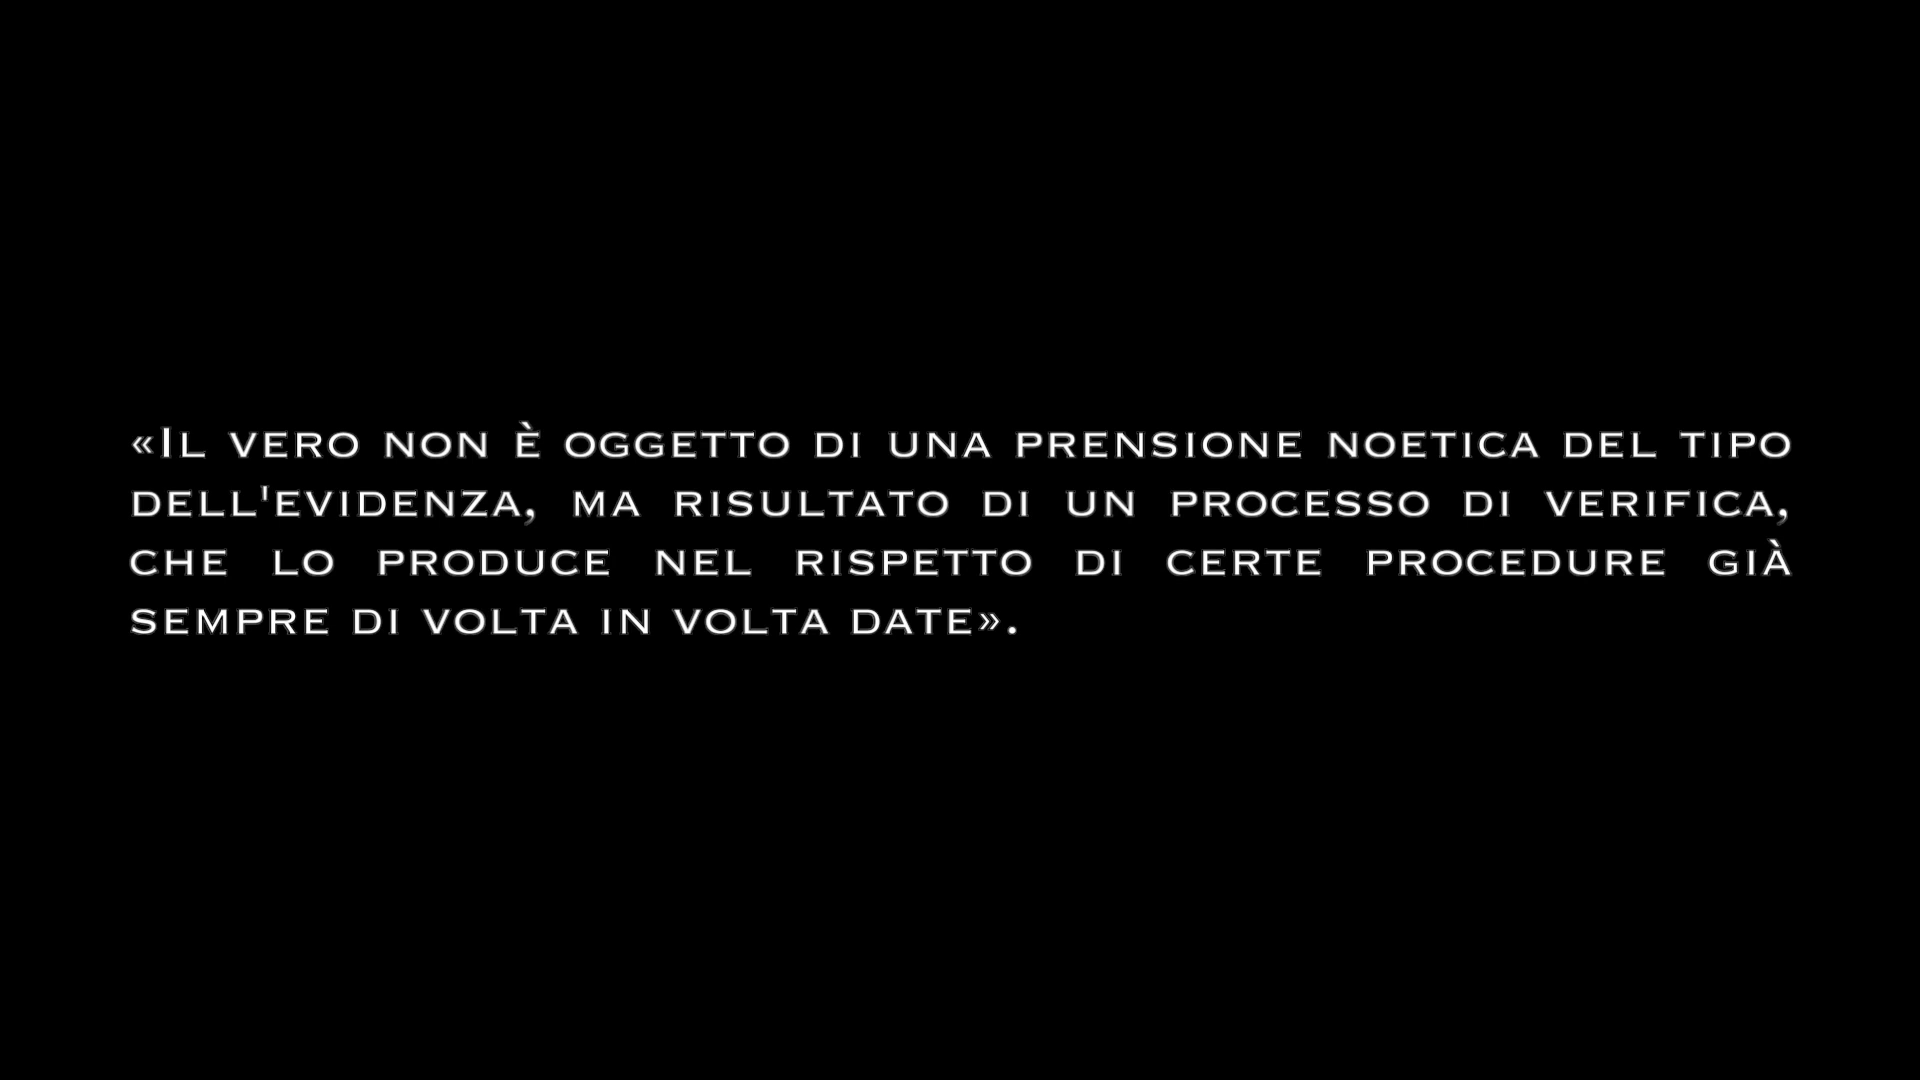 «Il vero non è oggetto di una prensione noetica del tipo
dell'evidenza, ma risultato di un processo di verifica,
che lo produce nel rispetto di certe procedure già
sempre di volta in volta date».